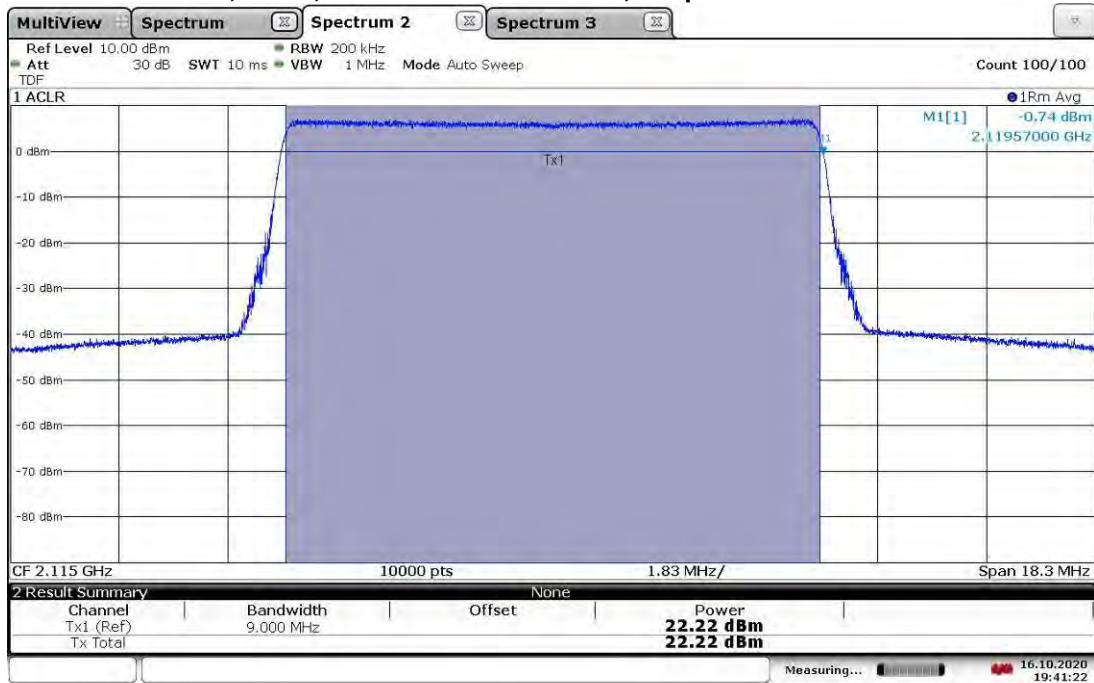 MultiView Spectrum Spectrum 2 Spectrum 3
Ref Level 10.00 dBm RBW 200 kHz
Att 30 dB SWT 10 ms VBW 1 MHz Mode Auto Sweep Count 100/100
TDF
1 ACLR 1Rm Avg
M1[1] -0.74 dBm
2.11957000 GHz
0 dBm
Tx1
-10 dBm
-20 dBm
-30 dBm
-40 dBm
-50 dBm
-60 dBm
-70 dBm
-80 dBm
CF 2.115 GHz 10000 pts 1.83 MHz/ Span 18.3 MHz
2 Result Summary None
Channel Bandwidth Offset Power
Tx1 (Ref) 9.000 MHz 22.22 dBm
Tx Total 22.22 dBm
Measuring... 16.10.2020
19:41:22